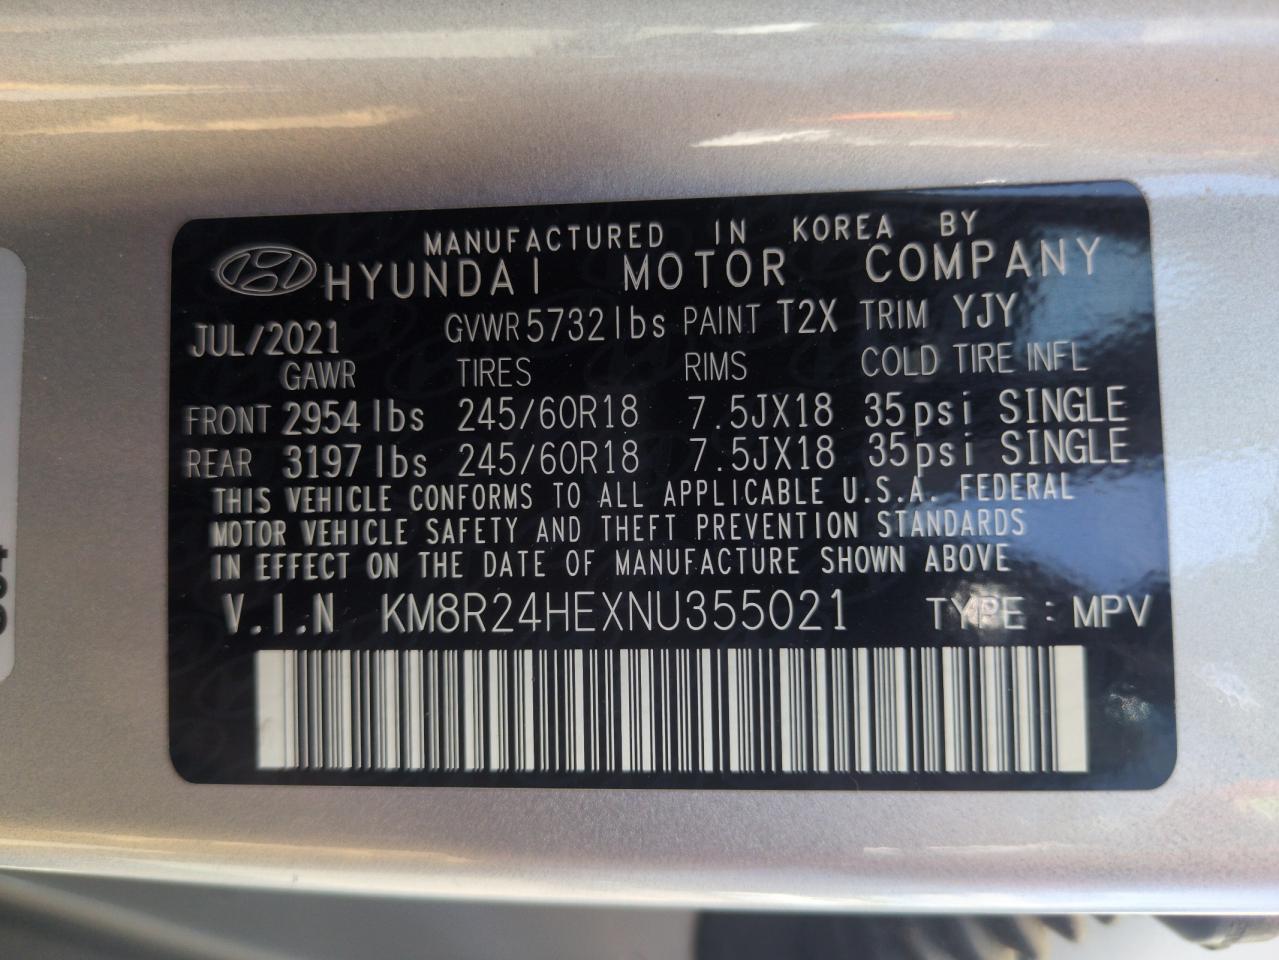 MANUFACTURED IN KOREA BY
HYUNDAI MOTOR COMPANY
JUL/2021 GVWR 5732lbs PAINT T2X TRIM YJY
GAWR TIRES RIMS COLD TIRE INFL
FRONT 2954lbs 245/60R18 7.5JX18 35psi SINGLE
REAR 3197lbs 245/60R18 7.5JX18 35psi SINGLE
THIS VEHICLE CONFORMS TO ALL APPLICABLE U.S.A. FEDERAL
MOTOR VEHICLE SAFETY AND THEFT PREVENTION STANDARDS
IN EFFECT ON THE DATE OF MANUFACTURE SHOWN ABOVE
V.I.N KM8R24HEXNU355021 TYPE : MPV